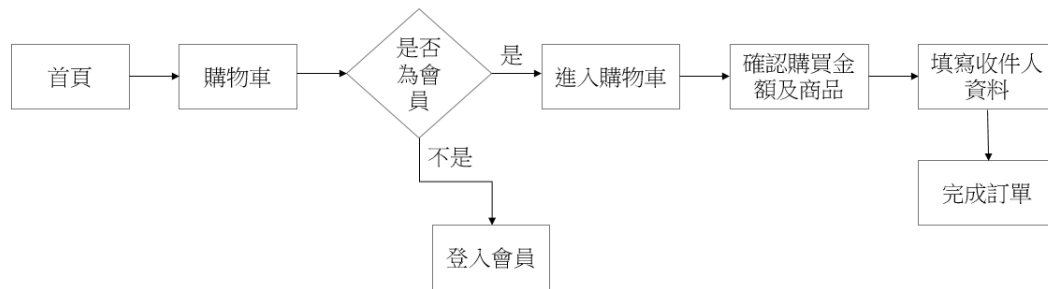 首頁
購物車
是否
為會
員
是
進入購物車
確認購買金
額及商品
填寫收件人
資料
不是
完成訂單
登入會員